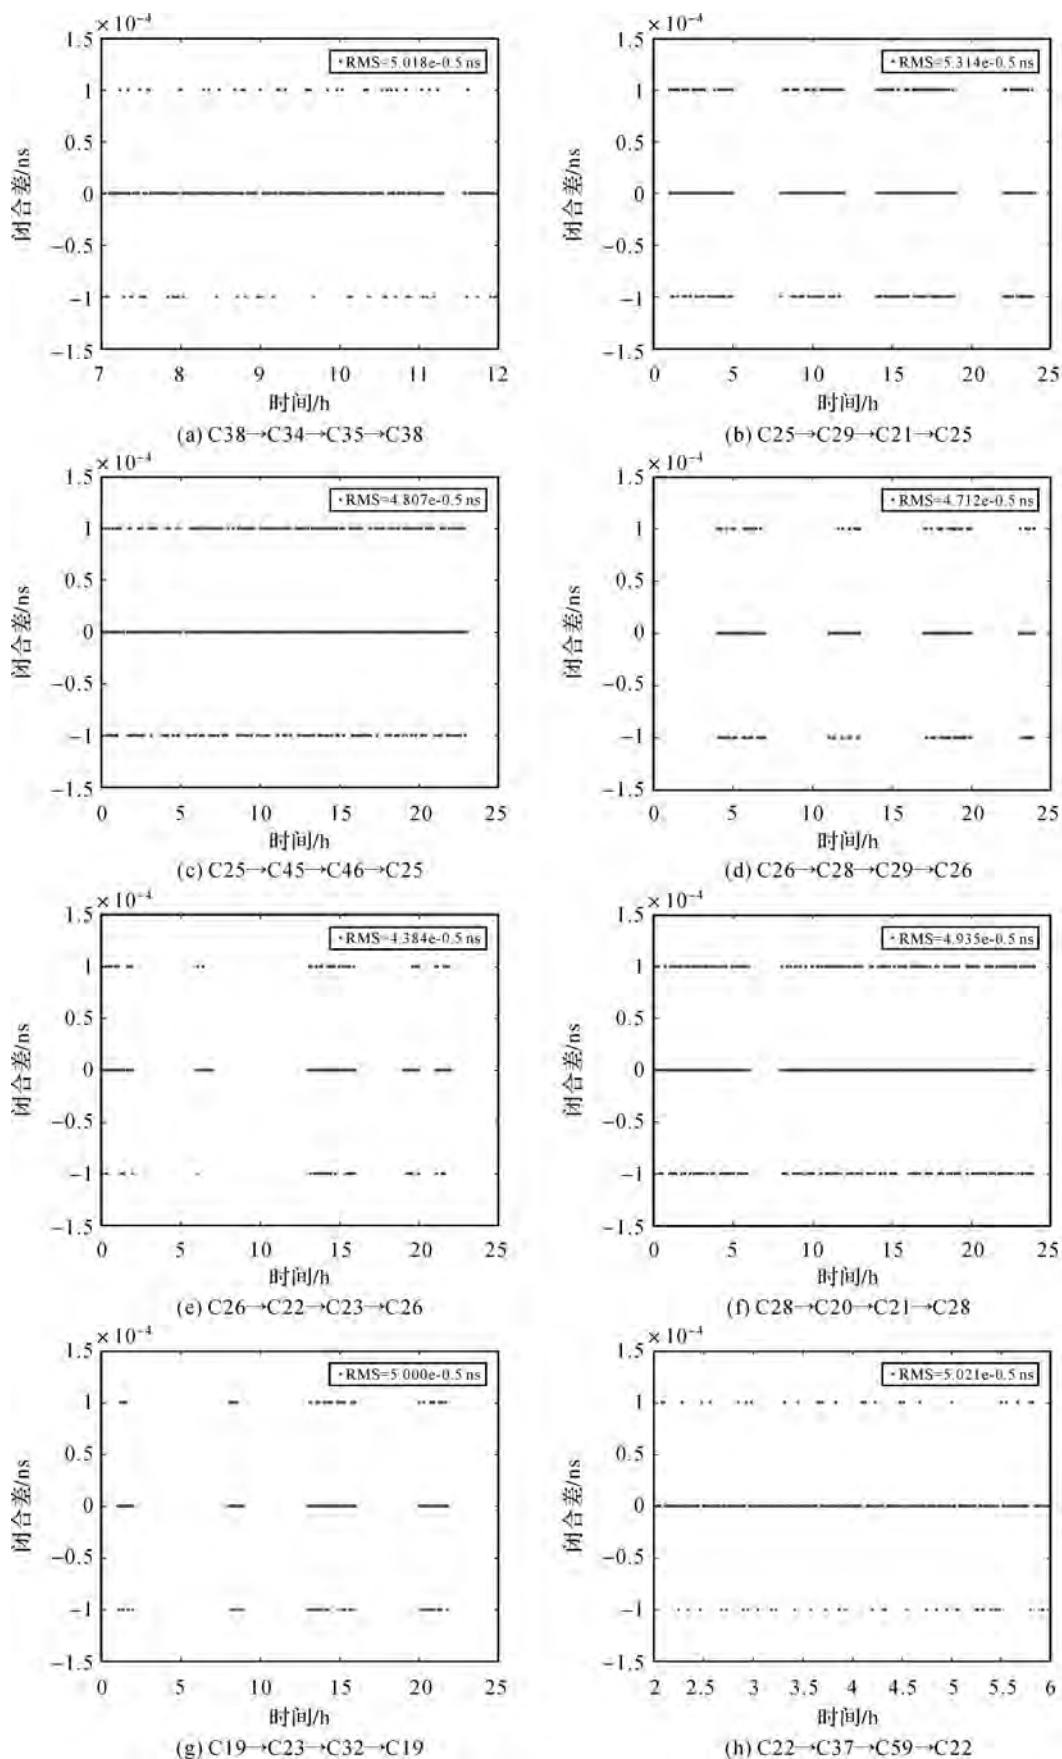 ×10⁻⁴ ×10⁻⁴
1.5 1.5
·RMS=5.018e-0.5 ns ·RMS=5.314e-0.5 ns
1 1
0.5 0.5
闭合差/ns 闭合差/ns
0 0
−0.5 −0.5
−1 −1
−1.5 −1.5
7 8 9 10 11 12 0 5 10 15 20 25
时间/h 时间/h
(a) C38→C34→C35→C38 (b) C25→C29→C21→C25
×10⁻⁴ ×10⁻⁴
1.5 1.5
·RMS=4.807e-0.5 ns ·RMS=4.712e-0.5 ns
1 1
0.5 0.5
闭合差/ns 闭合差/ns
0 0
−0.5 −0.5
−1 −1
−1.5 −1.5
0 5 10 15 20 25 0 5 10 15 20 25
时间/h 时间/h
(c) C25→C45→C46→C25 (d) C26→C28→C29→C26
×10⁻⁴ ×10⁻⁴
1.5 1.5
·RMS=4.384e-0.5 ns ·RMS=4.935e-0.5 ns
1 1
0.5 0.5
闭合差/ns 闭合差/ns
0 0
−0.5 −0.5
−1 −1
−1.5 −1.5
0 5 10 15 20 25 0 5 10 15 20 25
时间/h 时间/h
(e) C26→C22→C23→C26 (f) C28→C20→C21→C28
×10⁻⁴ ×10⁻⁴
1.5 1.5
·RMS=5.000e-0.5 ns ·RMS=5.021e-0.5 ns
1 1
0.5 0.5
闭合差/ns 闭合差/ns
0 0
−0.5 −0.5
−1 −1
−1.5 −1.5
0 5 10 15 20 25 2 2.5 3 3.5 4 4.5 5 5.5 6
时间/h 时间/h
(g) C19→C23→C32→C19 (h) C22→C37→C59→C22